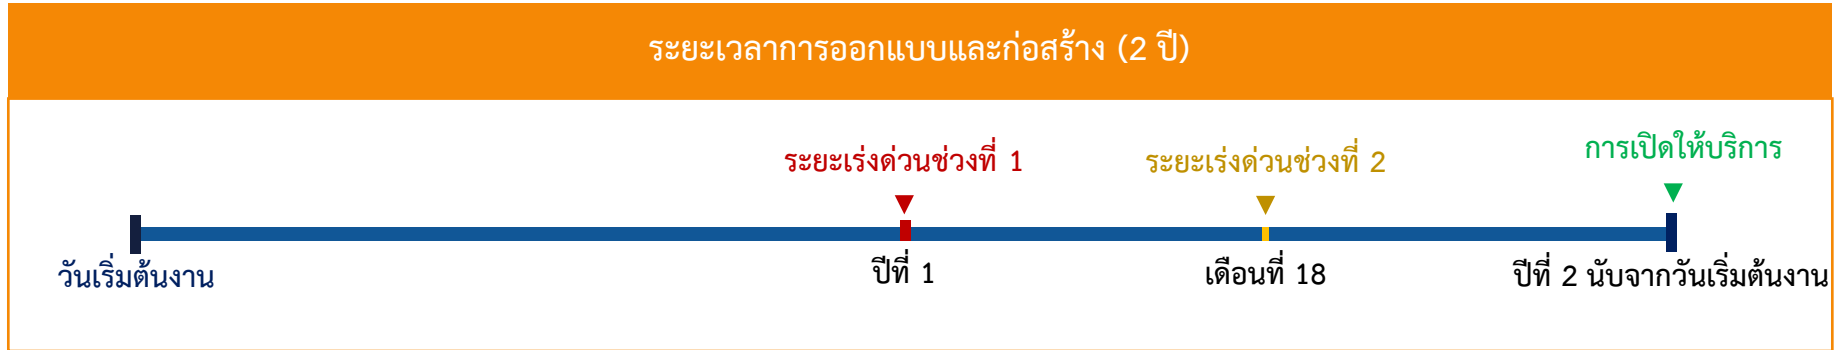 ระยะเวลาการออกแบบและก่อสร้าง (2 ปี)
ระยะเร่งด่วนช่วงที่ 1
ระยะเร่งด่วนช่วงที่ 2
การเปิดให้บริการ
วันเริ่มต้นงาน
ปีที่ 1
เดือนที่ 18
ปีที่ 2 นับจากวันเริ่มต้นงาน